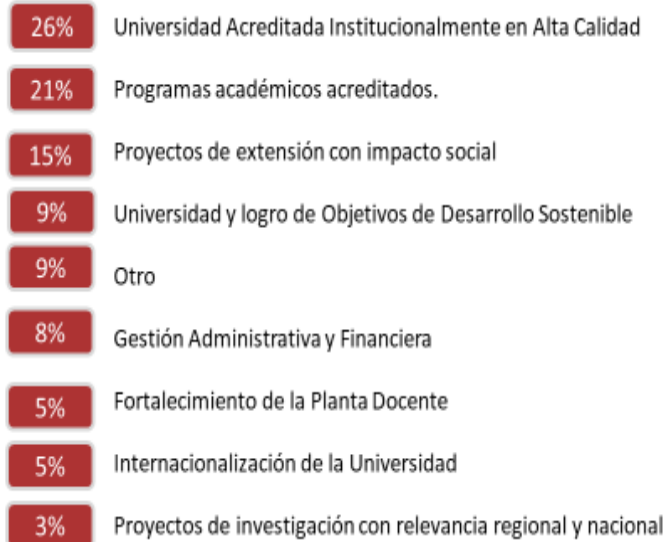 26% Universidad Acreditada Institucionalmente en Alta Calidad
21% Programas académicos acreditados.
15% Proyectos de extensión con impacto social
9% Universidad y logro de Objetivos de Desarrollo Sostenible
9% Otro
8% Gestión Administrativa y Financiera
5% Fortalecimiento de la Planta Docente
5% Internacionalización de la Universidad
3% Proyectos de investigación con relevancia regional y nacional